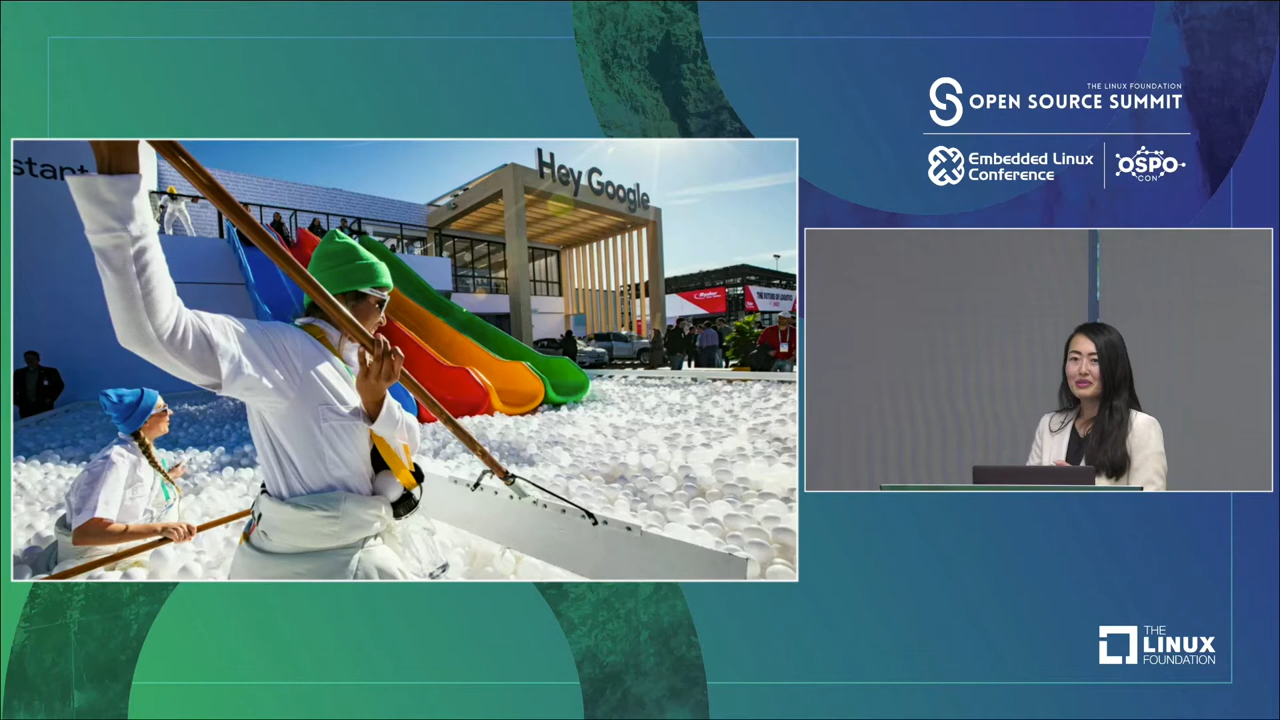 THE LINUX FOUNDATION
OPEN SOURCE SUMMIT
Embedded Linux
Conference
OSPO
CON
stant
Hey Google
THE
LINUX
FOUNDATION